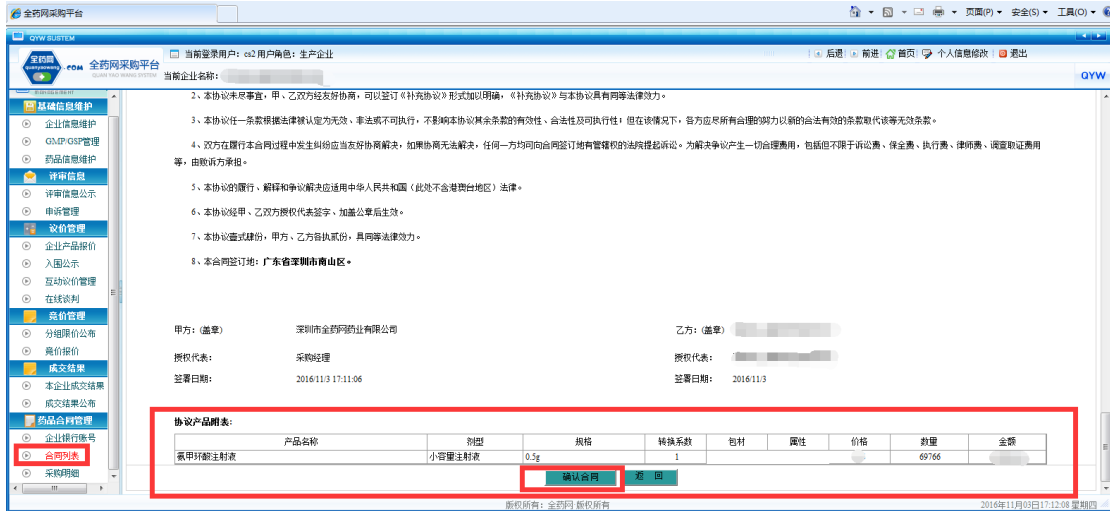 全药网采购平台
页面(P) 安全(S) 工具(O)
QYW SUSTEM
全药网
quanyaowang .COM 全药网采购平台
QUAN YAO WANG SYSTEM
当前登录用户：cs2 用户角色：生产企业
后退 前进 首页 个人信息修改 退出
当前企业名称：
QYW
基础信息维护
企业信息维护
GMP/GSP管理
药品信息维护
评审信息
评审信息公示
申诉管理
议价管理
企业产品报价
入围公示
互动议价管理
在线谈判
竞价管理
分组限价公布
竞价报价
成交结果
本企业成交结果
成交结果公布
药品合同管理
企业银行账号
合同列表
采购明细
2、本协议未尽事宜，甲、乙双方经友好协商，可以签订《补充协议》形式加以明确，《补充协议》与本协议具有同等法律效力。
3、本协议任一条款根据法律被认定为无效、非法或不可执行，不影响本协议其余条款的有效性、合法性及可执行性；但在该情况下，各方应尽所有合理的努力以新的合法有效的条款取代该等无效条款。
4、双方在履行本合同过程中发生纠纷应当友好协商解决，如果协商无法解决，任何一方均可向合同签订地有管辖权的法院提起诉讼。为解决争议产生一切合理费用，包括但不限于诉讼费、保全费、执行费、律师费、调查取证费用
等，由败诉方承担。
5、本协议的履行、解释和争议解决应适用中华人民共和国（此处不含港澳台地区）法律。
6、本协议经甲、乙双方授权代表签字、加盖公章后生效。
7、本协议壹式肆份，甲方、乙方各执贰份，具同等法律效力。
8、本合同签订地：广东省深圳市南山区。
甲方：（盖章） 深圳市全药网药业有限公司 乙方：（盖章）
授权代表： 采购经理 授权代表：
签署日期： 2016/11/3 17:11:06 签署日期： 2016/11/3
协议产品附表：
产品名称 剂型 规格 转换系数 包材 属性 价格 数量 金额
氨甲环酸注射液 小容量注射液 0.5g 1 69766
确认合同 返 回
版权所有：全药网·版权所有
2016年11月03日17:12:08 星期四